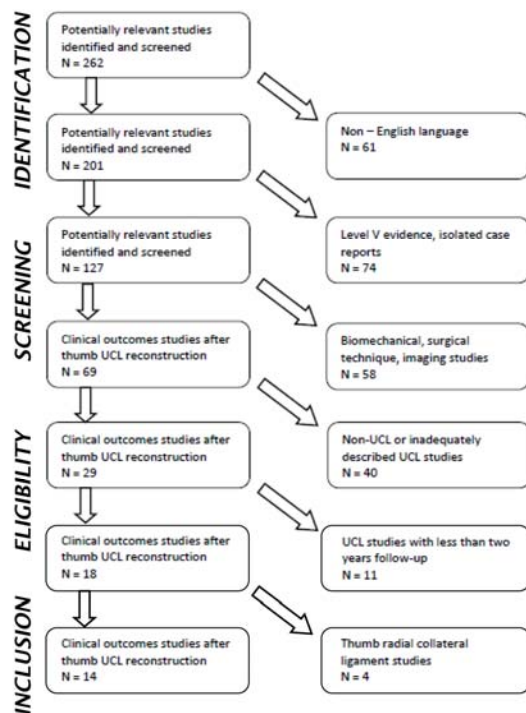 IDENTIFICATION
Potentially relevant studies
identified and screened
N = 262
Non – English language
N = 61
Potentially relevant studies
identified and screened
N = 201
Level V evidence, isolated case
reports
N = 74
SCREENING
Potentially relevant studies
identified and screened
N = 127
Biomechanical, surgical
technique, imaging studies
N = 58
Clinical outcomes studies after
thumb UCL reconstruction
N = 69
Non-UCL or inadequately
described UCL studies
N = 40
ELIGIBILITY
Clinical outcomes studies after
thumb UCL reconstruction
N = 29
UCL studies with less than two
years follow-up
N = 11
Clinical outcomes studies after
thumb UCL reconstruction
N = 18
Thumb radial collateral
ligament studies
N = 4
INCLUSION
Clinical outcomes studies after
thumb UCL reconstruction
N = 14